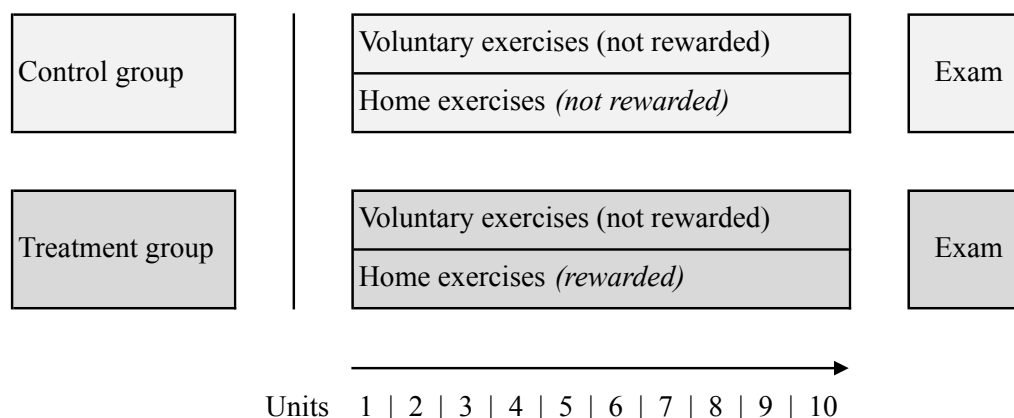 Control group
Voluntary exercises (not rewarded)
Home exercises (not rewarded)
Exam
Treatment group
Voluntary exercises (not rewarded)
Home exercises (rewarded)
Exam
Units 1 | 2 | 3 | 4 | 5 | 6 | 7 | 8 | 9 | 10